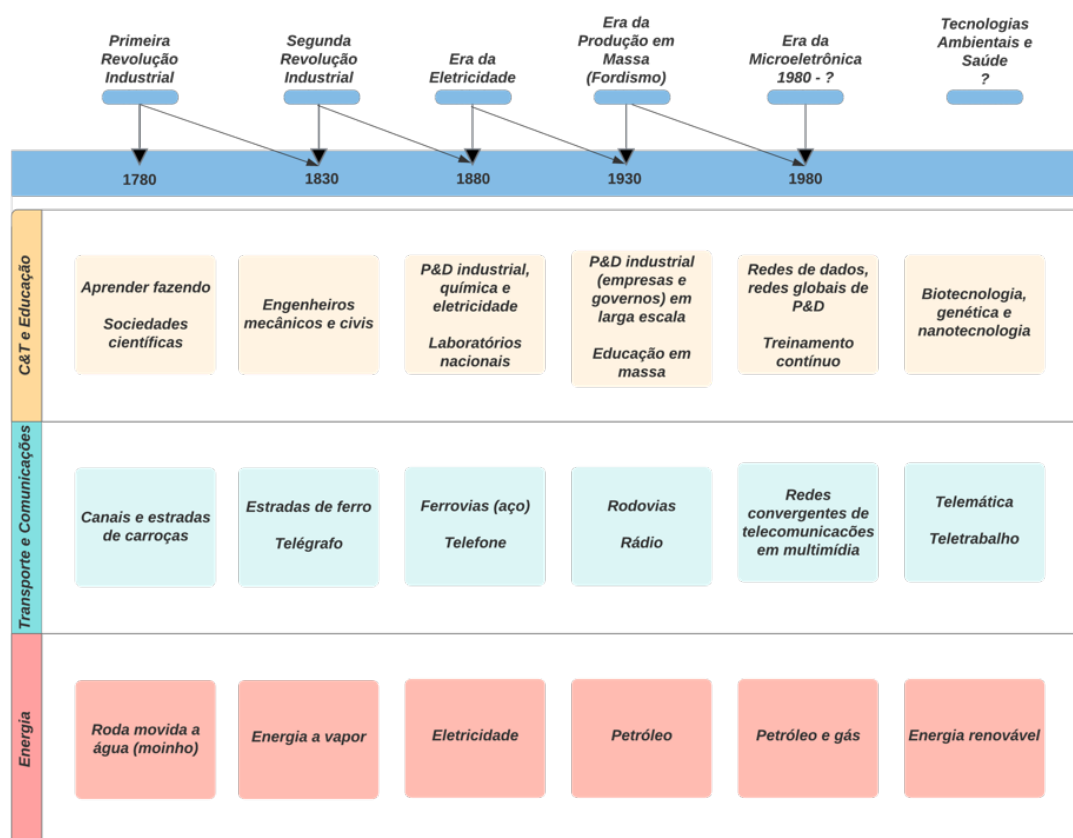 Primeira
Revolução
Industrial
Segunda
Revolução
Industrial
Era da
Eletricidade
Era da
Produção em
Massa
(Fordismo)
Era da
Microeletrônica
1980 - ?
Tecnologias
Ambientais e
Saúde
?
1780
1830
1880
1930
1980
C&T e Educação
Aprender fazendo
Sociedades
científicas
Engenheiros
mecânicos e civis
P&D industrial,
química e
eletricidade
Laboratórios
nacionais
P&D industrial
(empresas e
governos) em
larga escala
Educação em
massa
Redes de dados,
redes globais de
P&D
Treinamento
contínuo
Biotecnologia,
genética e
nanotecnologia
Transporte e Comunicações
Canais e estradas
de carroças
Estradas de ferro
Telégrafo
Ferrovias (aço)
Telefone
Rodovias
Rádio
Redes
convergentes de
telecomunicacões
em multimídia
Telemática
Teletrabalho
Energia
Roda movida a
água (moinho)
Energia a vapor
Eletricidade
Petróleo
Petróleo e gás
Energia renovável